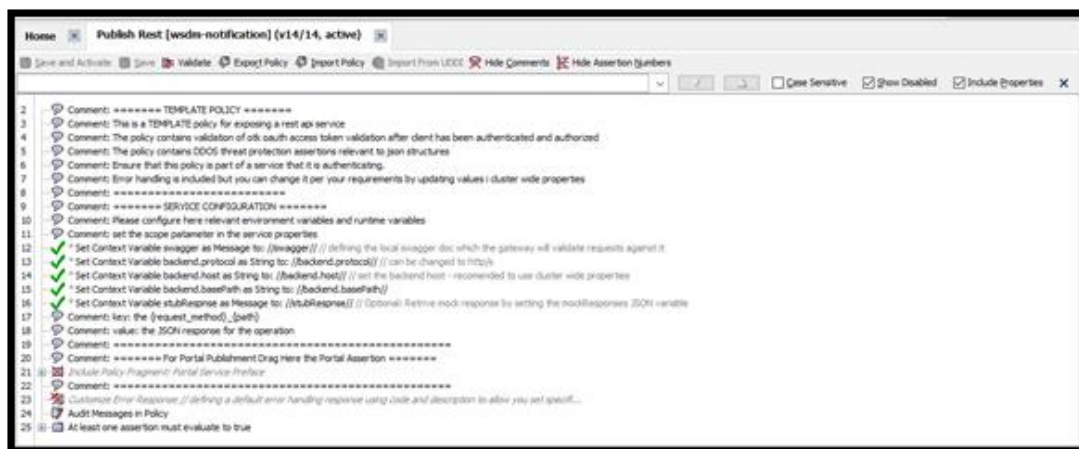 Home Publish Rest [wsdm-notification] (v14/14, active)
Save and Activate Save Validate Export Policy Import Policy Import From UDDI Hide Comments Hide Assertion Numbers
Case Sensitive Show Disabled Include Properties
2 Comment: ======= TEMPLATE POLICY =======
3 Comment: This is a TEMPLATE policy for exposing a rest api service
4 Comment: The policy contains validation of otk oauth access token validation after client has been authenticated and authorized
5 Comment: The policy contains DDOS threat protection assertions relevant to json structures
6 Comment: Ensure that this policy is part of a service that it is authenticating.
7 Comment: Error handling is included but you can change it per your requirements by updating values i cluster wide properties
8 Comment: ==========================
9 Comment: ======= SERVICE CONFIGURATION =======
10 Comment: Please configure here relevant environment variables and runtime variables
11 Comment: set the scope patameter in the service properties
12 * Set Context Variable swagger as Message to: //swagger// // defining the local swagger doc which the gateway will validate requests against it
13 * Set Context Variable backend.protocol as String to: //backend.protocol// // can be changed to http/s
14 * Set Context Variable backend.host as String to: //backend.host// // set the backend host - recomended to use cluster wide properties
15 * Set Context Variable backend.basePath as String to: //backend.basePath//
16 * Set Context Variable stubRespnse as Message to: //stubRespnse// // Optional: Retrive mock response by setting the mockResponses JSON variable
17 Comment: key: the {request_method}_{path}
18 Comment: value: the JSON response for the operation
19 Comment: ===================================================
20 Comment: ======= For Portal Publishment Drag Here the Portal Assertion =======
21 Include Policy Fragment: Portal Service Preface
22 Comment: ===================================================
23 Customize Error Response // defining a default error handling response using code and description to allow you set specifi...
24 Audit Messages in Policy
25 At least one assertion must evaluate to true